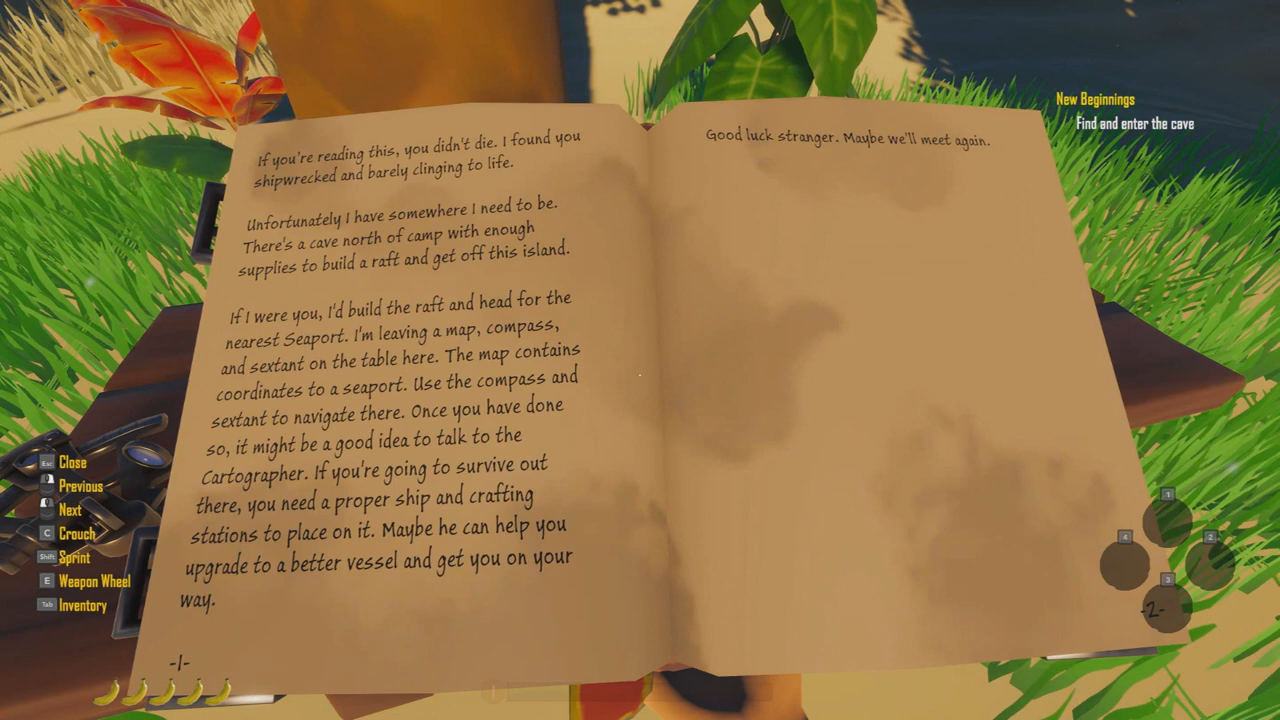 If you're reading this, you didn't die. I found you
shipwrecked and barely clinging to life.
Unfortunately I have somewhere I need to be.
There's a cave north of camp with enough
supplies to build a raft and get off this island.
If I were you, I'd build the raft and head for the
nearest Seaport. I'm leaving a map, compass,
and sextant on the table here. The map contains
coordinates to a seaport. Use the compass and
sextant to navigate there. Once you have done
so, it might be a good idea to talk to the
Cartographer. If you're going to survive out
there, you need a proper ship and crafting
stations to place on it. Maybe he can help you
upgrade to a better vessel and get you on your
way.
-1-
Good luck stranger. Maybe we'll meet again.
-2-
New Beginnings
Find and enter the cave
Esc Close
Previous
Next
C Crouch
Shift Sprint
E Weapon Wheel
Tab Inventory
1
4
2
3